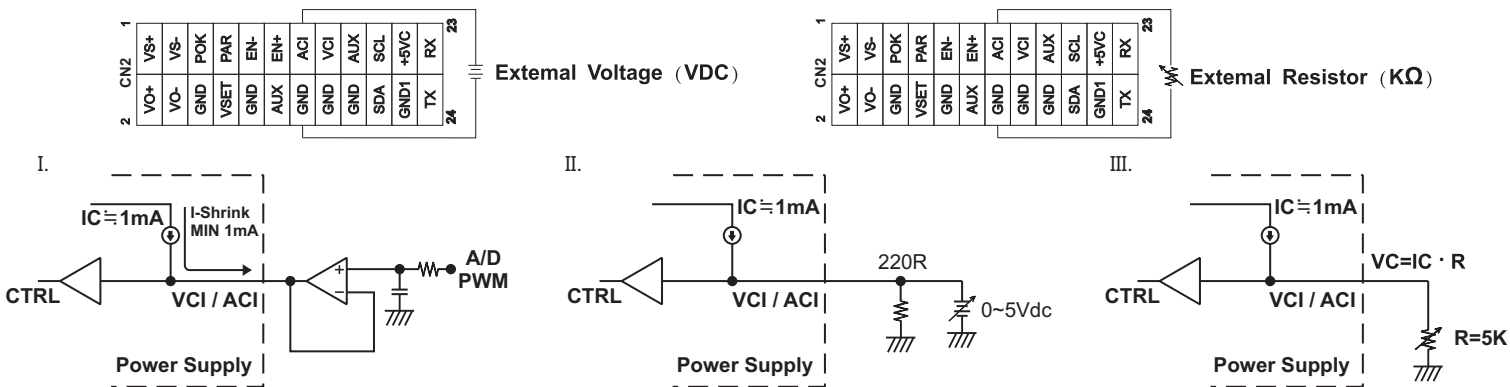 1 23
CN2
VS+ VS- POK PAR EN- EN+ ACI VCI AUX SCL +5VC RX
VO+ VO- GND VSET GND AUX GND GND GND SDA GND1 TX
2 24
External Voltage (VDC)
1 23
CN2
VS+ VS- POK PAR EN- EN+ ACI VCI AUX SCL +5VC RX
VO+ VO- GND VSET GND AUX GND GND GND SDA GND1 TX
2 24
External Resistor (KΩ)
I.
IC≒1mA
I-Shrink
MIN 1mA
A/D
PWM
CTRL
VCI / ACI
Power Supply
II.
IC≒1mA
220R
CTRL
VCI / ACI
0~5Vdc
Power Supply
III.
IC≒1mA
VC=IC · R
CTRL
VCI / ACI
R=5K
Power Supply